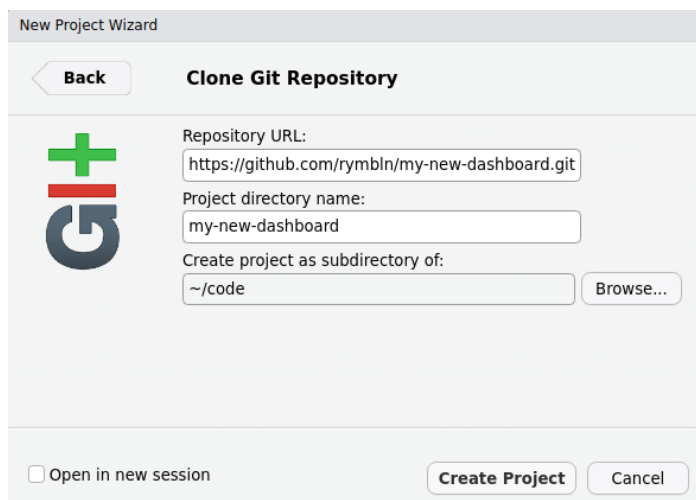 New Project Wizard
Back
Clone Git Repository
Git
Repository URL:
https://github.com/rymbln/my-new-dashboard.git
Project directory name:
my-new-dashboard
Create project as subdirectory of:
~/code
Browse...
Open in new session
Create Project
Cancel